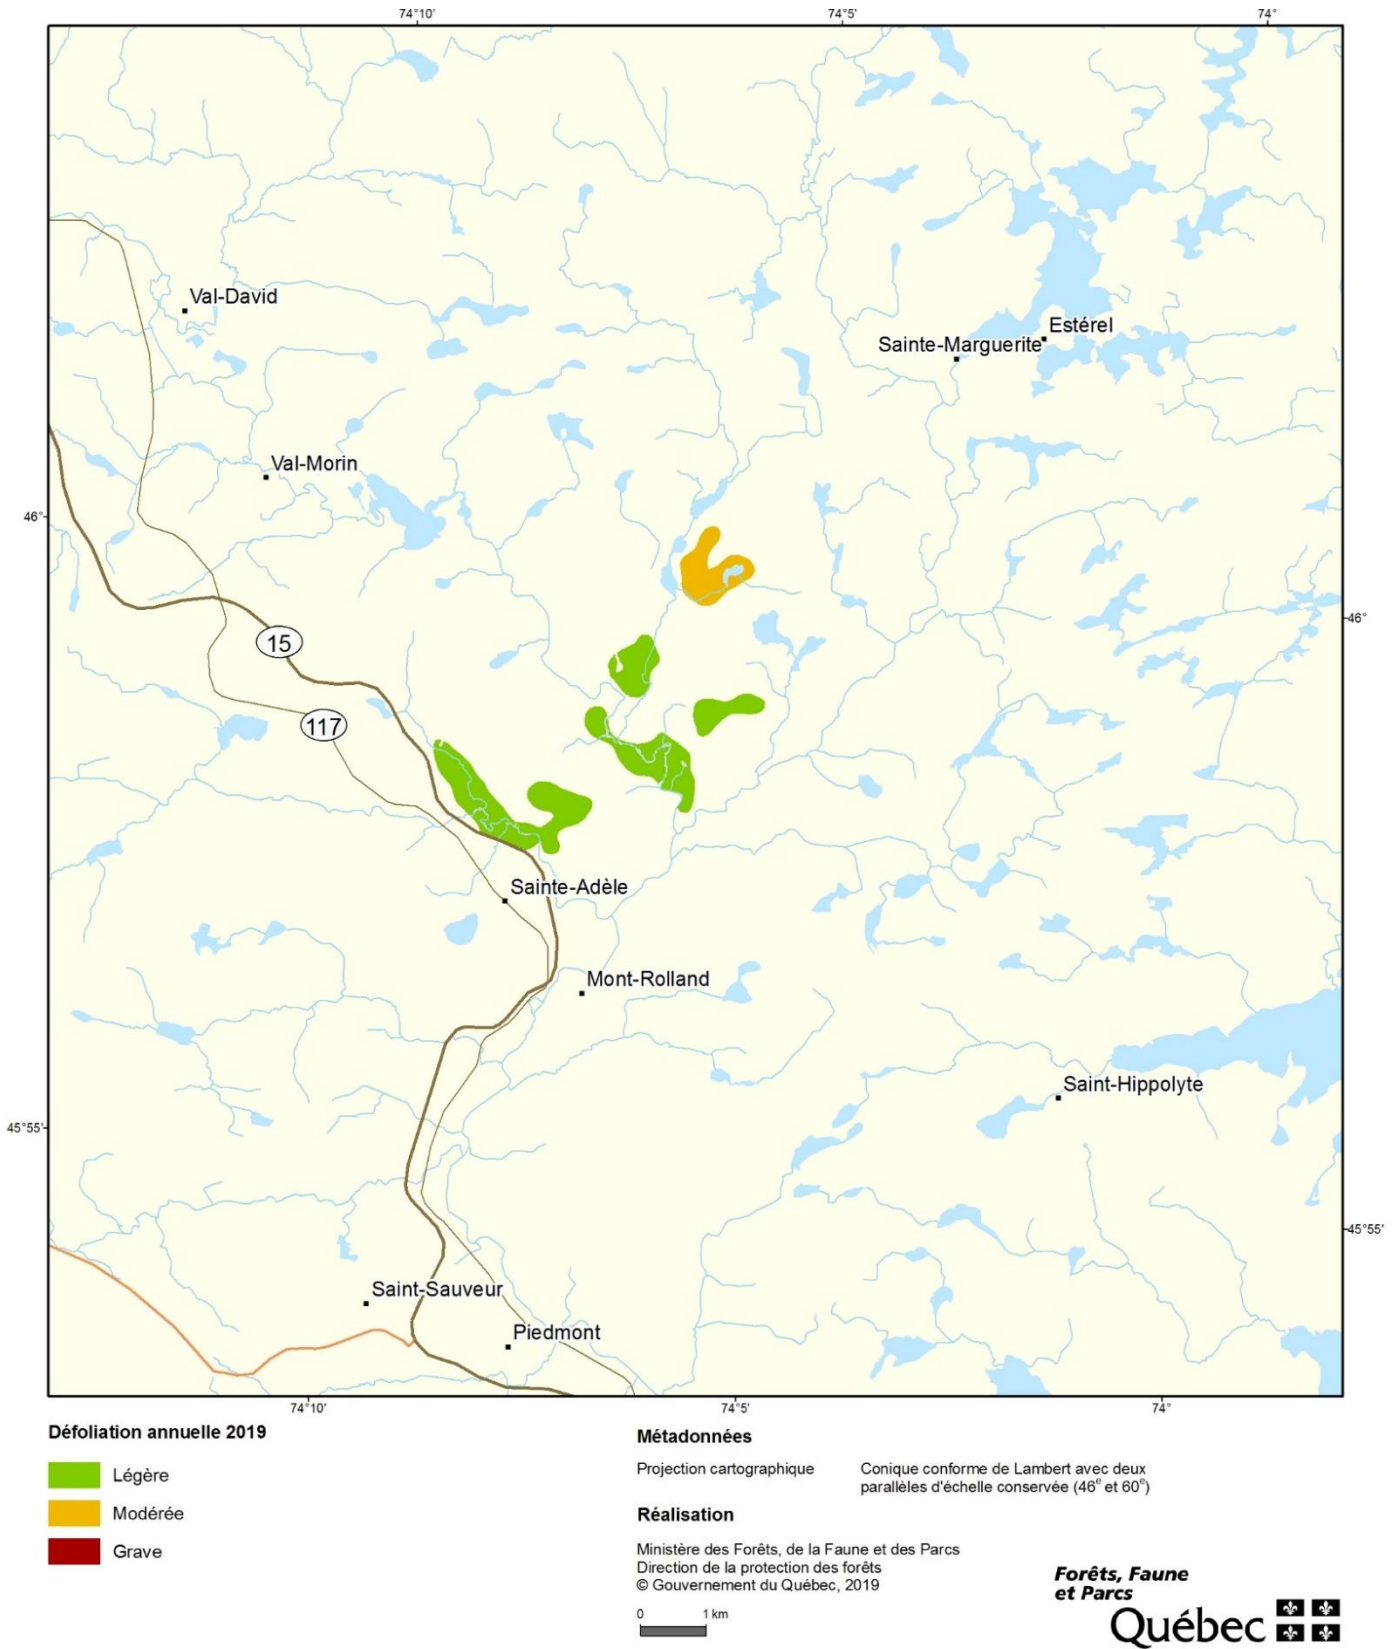 74°10'
74°5'
74°
Val-David
Estérel
Sainte-Marguerite
Val-Morin
46°
46°
15
117
Sainte-Adèle
Mont-Rolland
Saint-Hippolyte
45°55'
45°55'
Saint-Sauveur
Piedmont
74°10'
74°5'
74°
Défoliation annuelle 2019
Légère
Modérée
Grave
Métadonnées
Projection cartographique
Conique conforme de Lambert avec deux
parallèles d'échelle conservée (46e et 60e)
Réalisation
Ministère des Forêts, de la Faune et des Parcs
Direction de la protection des forêts
© Gouvernement du Québec, 2019
0 1 km
Forêts, Faune
et Parcs
Québec